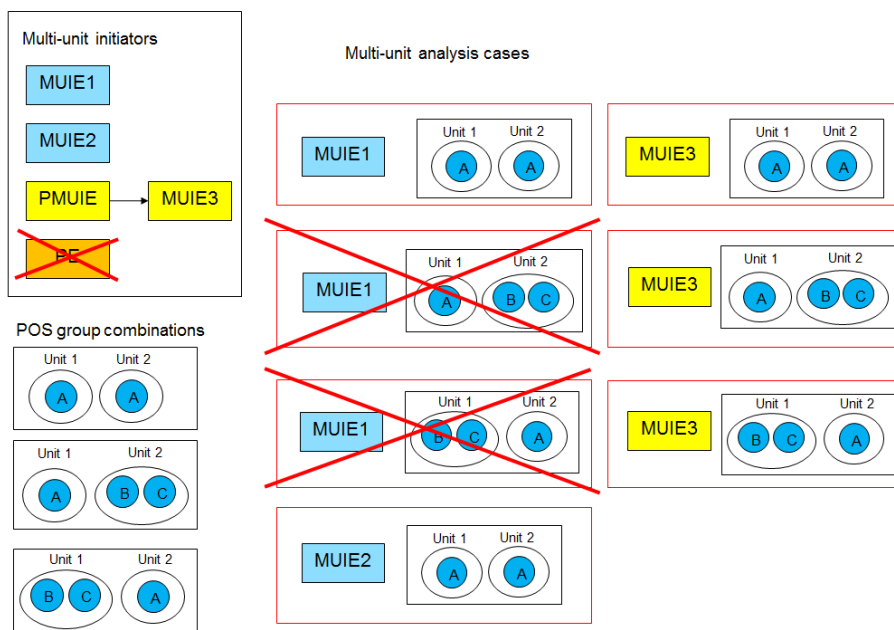 Multi-unit initiators
MUIE1
MUIE2
PMUIE
MUIE3
PE
POS group combinations
Unit 1 Unit 2
A A
Unit 1 Unit 2
A B C
Unit 1 Unit 2
B C A
Multi-unit analysis cases
MUIE1
Unit 1 Unit 2
A A
MUIE3
Unit 1 Unit 2
A A
MUIE1
Unit 1 Unit 2
A B C
MUIE3
Unit 1 Unit 2
A B C
MUIE1
Unit 1 Unit 2
B C A
MUIE3
Unit 1 Unit 2
B C A
MUIE2
Unit 1 Unit 2
A A